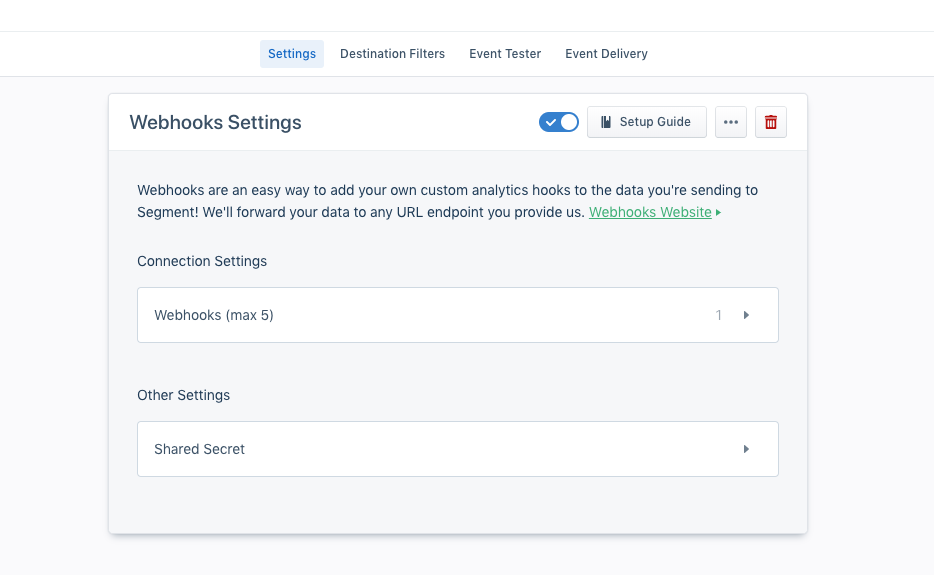 Settings Destination Filters Event Tester Event Delivery
Webhooks Settings Setup Guide
Webhooks are an easy way to add your own custom analytics hooks to the data you're sending to
Segment! We'll forward your data to any URL endpoint you provide us. Webhooks Website
Connection Settings
Webhooks (max 5) 1
Other Settings
Shared Secret